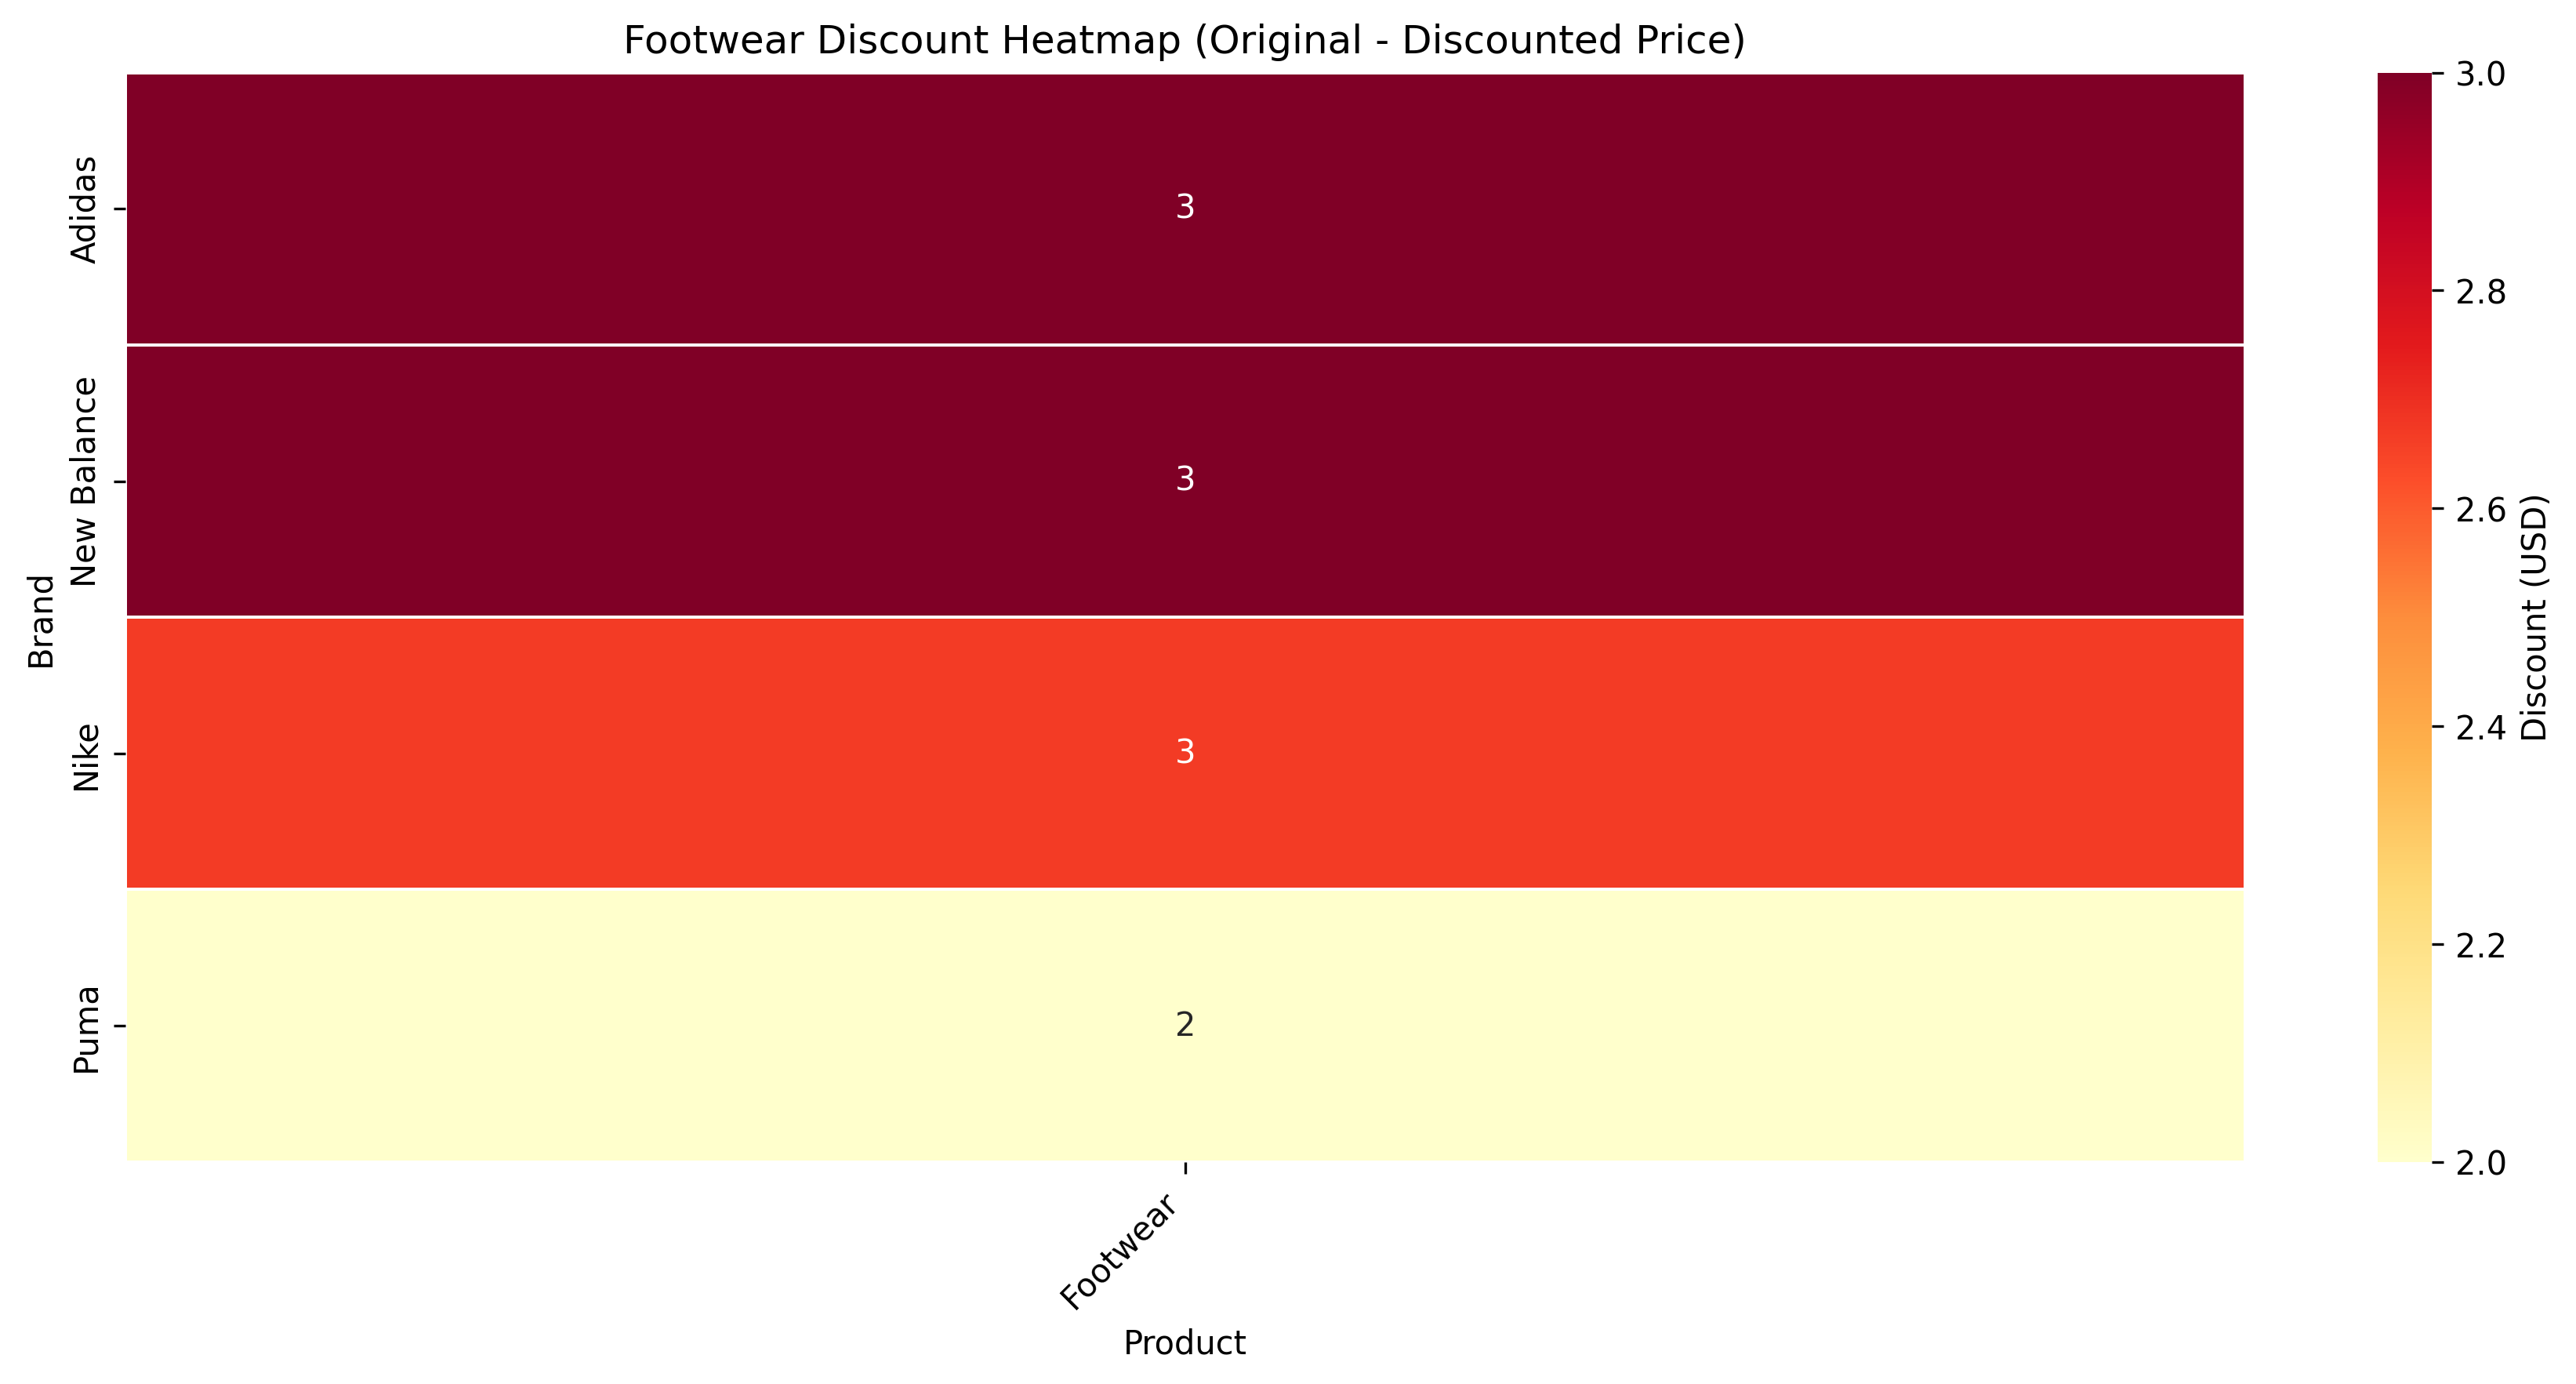 Footwear Discount Heatmap (Original - Discounted Price)
Brand
Adidas
New Balance
Nike
Puma
3
3
3
2
Footwear
Product
3.0
2.8
2.6
2.4
2.2
2.0
Discount (USD)